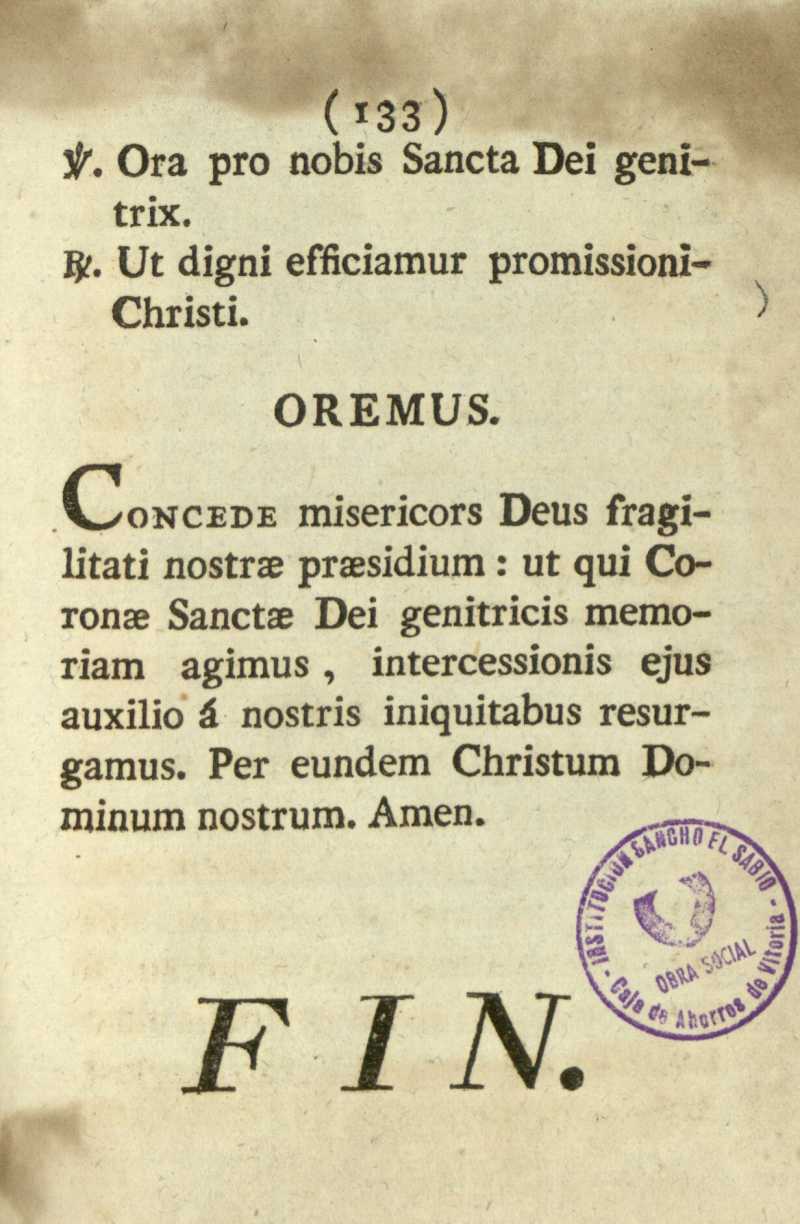 (133)
℣. Ora pro nobis Sancta Dei geni-
trix.
℟. Ut digni efficiamur promissioni-
Christi.
OREMUS.
CONCEDE misericors Deus fragi-
litati nostræ præsidium : ut qui Co-
ronæ Sanctæ Dei genitricis memo-
riam agimus , intercessionis ejus
auxilio á nostris iniquitabus resur-
gamus. Per eundem Christum Do-
minum nostrum. Amen.
INSTITUCION SANCHO EL SABIO
OBRA SOCIAL
Caja de Ahorros de Vitoria
FIN.